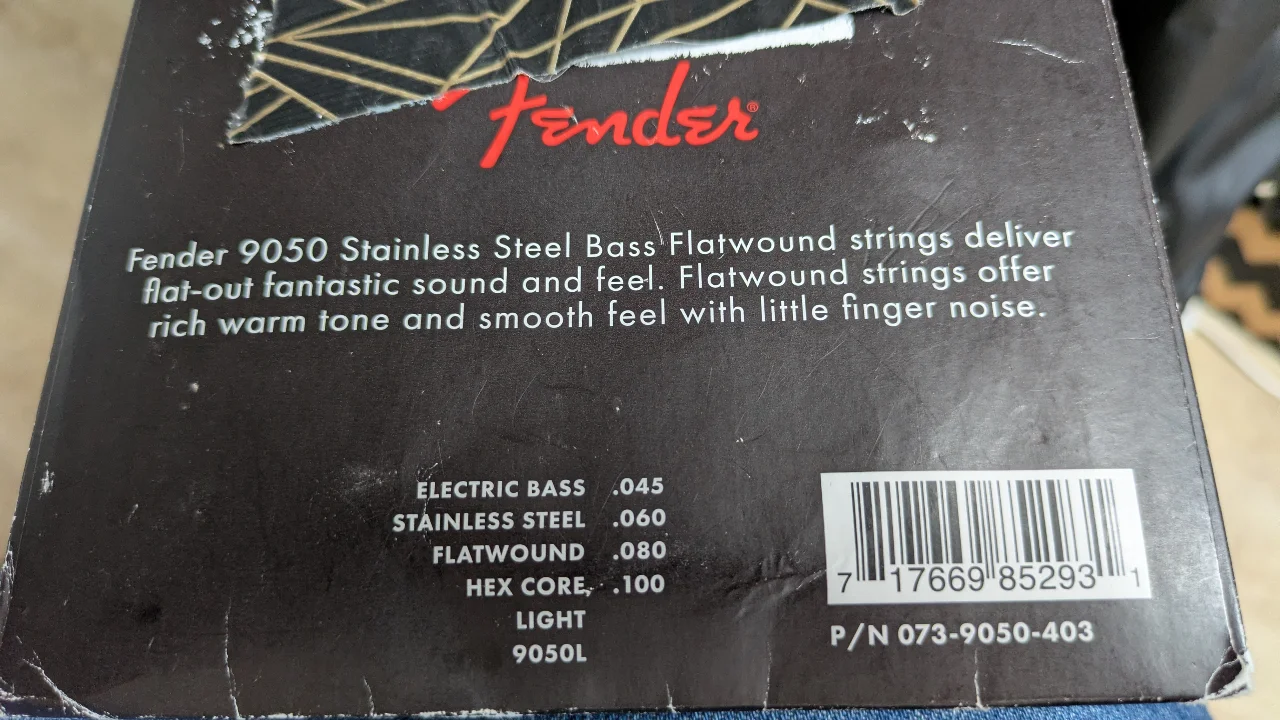 Fender®
Fender 9050 Stainless Steel Bass Flatwound strings deliver
flat-out fantastic sound and feel. Flatwound strings offer
rich warm tone and smooth feel with little finger noise.
ELECTRIC BASS .045
STAINLESS STEEL .060
FLATWOUND .080
HEX CORE, .100
LIGHT
9050L
7 17669 85293 1
P/N 073-9050-403